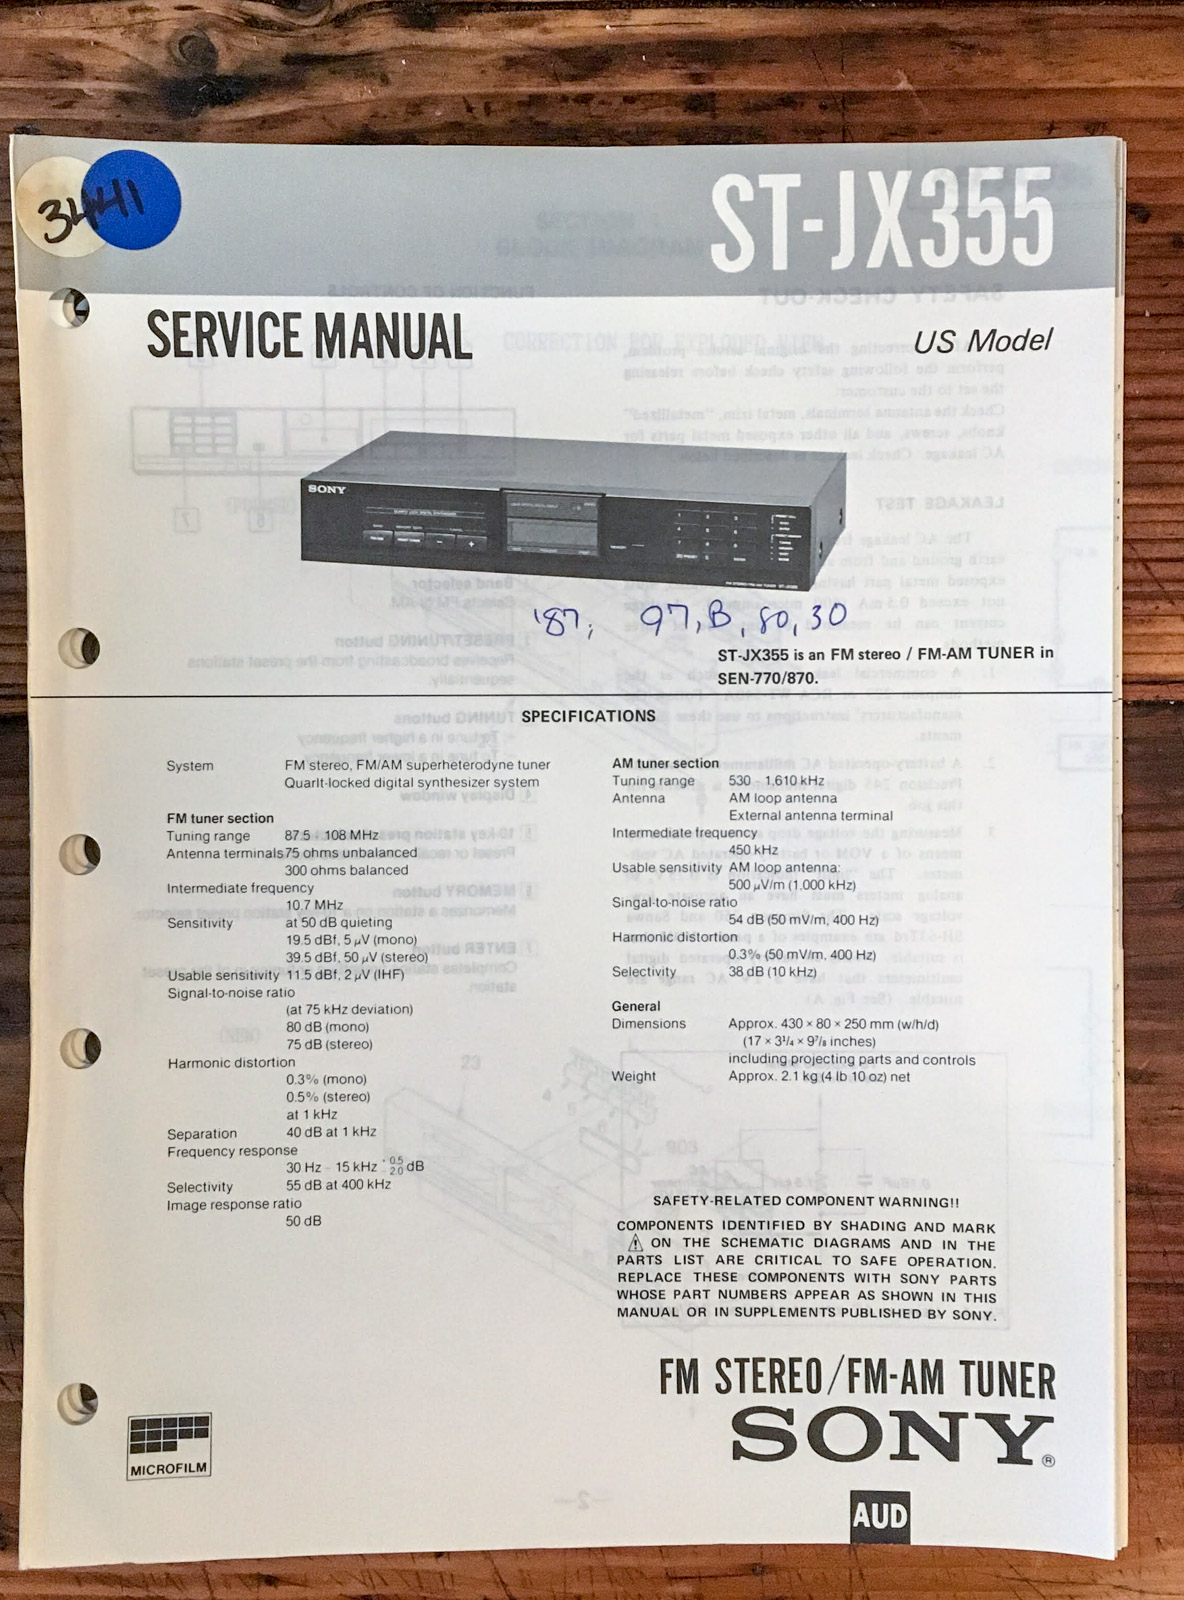 3441
ST-JX355
SERVICE MANUAL
US Model
SONY
'87; 97, B, 80, 30
ST-JX355 is an FM stereo / FM-AM TUNER in
SEN-770/870.
SPECIFICATIONS
System FM stereo, FM/AM superheterodyne tuner
Quarlt-locked digital synthesizer system
FM tuner section
Tuning range 87.5 - 108 MHz
Antenna terminals 75 ohms unbalanced
300 ohms balanced
Intermediate frequency
10.7 MHz
Sensitivity at 50 dB quieting
19.5 dBf, 5 µV (mono)
39.5 dBf, 50 µV (stereo)
Usable sensitivity 11.5 dBf, 2 µV (IHF)
Signal-to-noise ratio
(at 75 kHz deviation)
80 dB (mono)
75 dB (stereo)
Harmonic distortion
0.3% (mono)
0.5% (stereo)
at 1 kHz
Separation 40 dB at 1 kHz
Frequency response
30 Hz - 15 kHz +0.5 -2.0 dB
Selectivity 55 dB at 400 kHz
Image response ratio
50 dB
AM tuner section
Tuning range 530 - 1,610 kHz
Antenna AM loop antenna
External antenna terminal
Intermediate frequency
450 kHz
Usable sensitivity AM loop antenna:
500 µV/m (1,000 kHz)
Singal-to-noise ratio
54 dB (50 mV/m, 400 Hz)
Harmonic distortion
0.3% (50 mV/m, 400 Hz)
Selectivity 38 dB (10 kHz)
General
Dimensions Approx. 430 × 80 × 250 mm (w/h/d)
(17 × 3 1/4 × 9 7/8 inches)
including projecting parts and controls
Weight Approx. 2.1 kg (4 lb 10 oz) net
SAFETY-RELATED COMPONENT WARNING!!
COMPONENTS IDENTIFIED BY SHADING AND MARK
⚠ ON THE SCHEMATIC DIAGRAMS AND IN THE
PARTS LIST ARE CRITICAL TO SAFE OPERATION.
REPLACE THESE COMPONENTS WITH SONY PARTS
WHOSE PART NUMBERS APPEAR AS SHOWN IN THIS
MANUAL OR IN SUPPLEMENTS PUBLISHED BY SONY.
FM STEREO/FM-AM TUNER
SONY®
MICROFILM
AUD